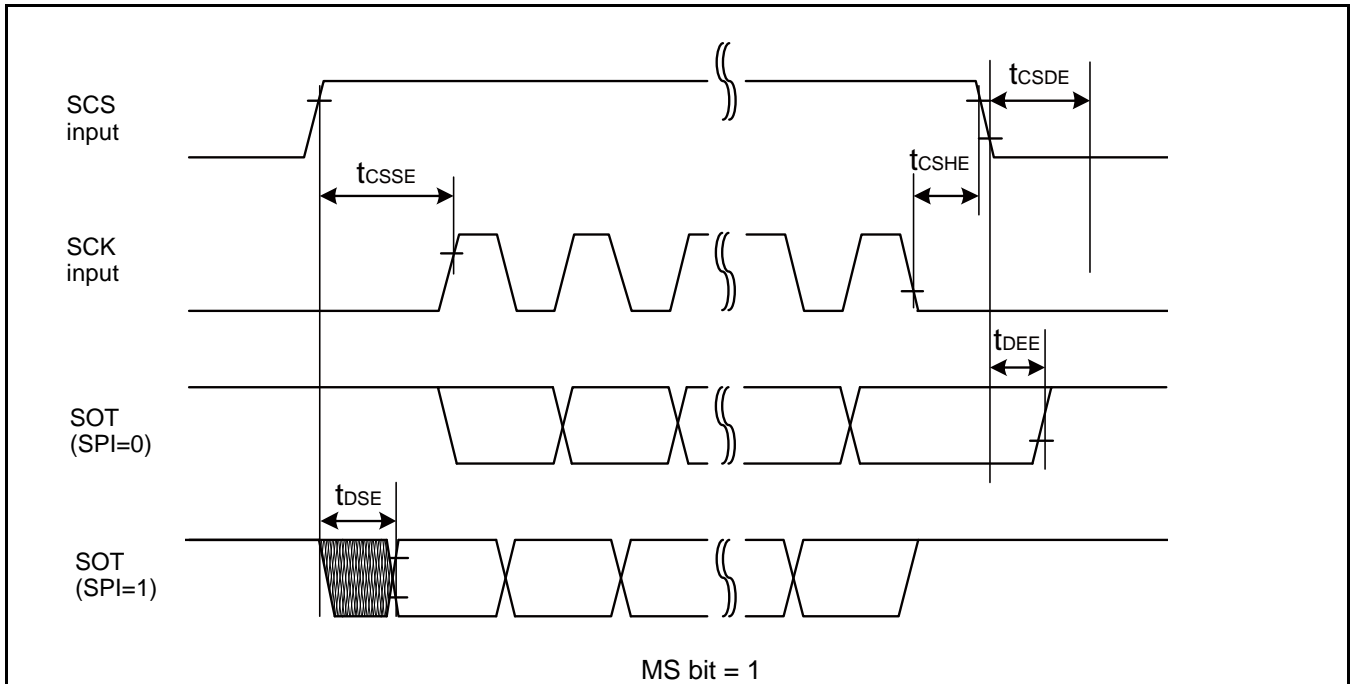 SCS
input
tCSDE
tCSSE
tCSHE
SCK
input
tDEE
SOT
(SPI=0)
tDSE
SOT
(SPI=1)
MS bit = 1